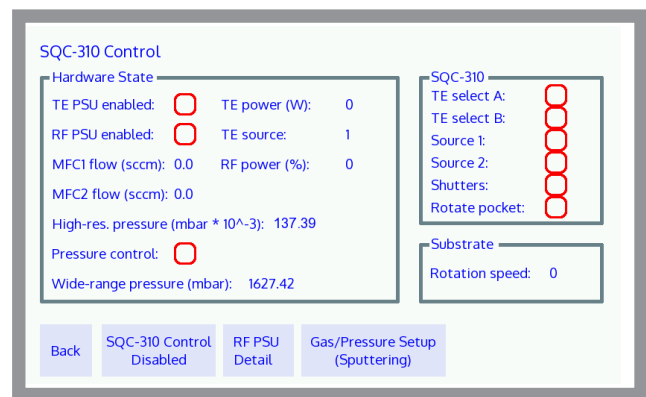 SQC-310 Control
Hardware State
TE PSU enabled: TE power (W): 0
RF PSU enabled: TE source: 1
MFC1 flow (sccm): 0.0 RF power (%): 0
MFC2 flow (sccm): 0.0
High-res. pressure (mbar * 10^-3): 137.39
Pressure control:
Wide-range pressure (mbar): 1627.42
SQC-310
TE select A:
TE select B:
Source 1:
Source 2:
Shutters:
Rotate pocket:
Substrate
Rotation speed: 0
Back
SQC-310 Control
Disabled
RF PSU
Detail
Gas/Pressure Setup
(Sputtering)